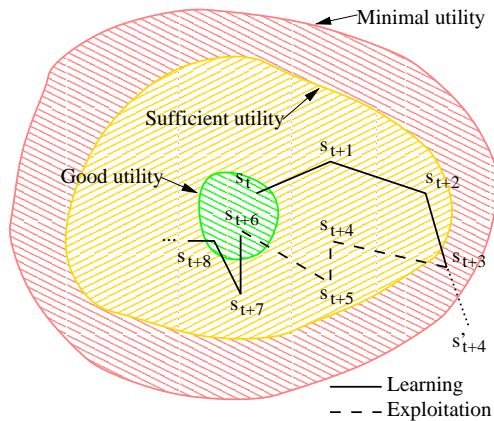 Minimal utility
Sufficient utility
Good utility
s_t
s_{t+1}
s_{t+2}
s_{t+6}
s_{t+4}
...
s_{t+8}
s_{t+3}
s_{t+7}
s_{t+5}
s'_{t+4}
Learning
Exploitation